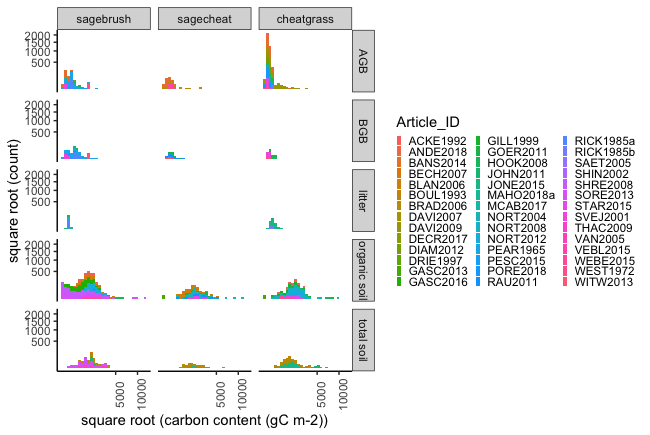 sagebrush sagecheat cheatgrass
2000
1500
1000
500
AGB
2000
1500
1000
500
BGB
2000
1500
1000
500
litter
2000
1500
1000
500
organic soil
2000
1500
1000
500
total soil
5000 10000 5000 10000 5000 10000
square root (carbon content (gC m-2))
square root (count)
Article_ID
ACKE1992 GILL1999 RICK1985a
ANDE2018 GOER2011 RICK1985b
BANS2014 HOOK2008 SAET2005
BECH2007 JOHN2011 SHIN2002
BLAN2006 JONE2015 SHRE2008
BOUL1993 MAHO2018a SORE2013
BRAD2006 MCAB2017 STAR2015
DAVI2007 NORT2004 SVEJ2001
DAVI2009 NORT2008 THAC2009
DECR2017 NORT2012 VAN2005
DIAM2012 PEAR1965 VEBL2015
DRIE1997 PESC2015 WEBE2015
GASC2013 PORE2018 WEST1972
GASC2016 RAU2011 WITW2013